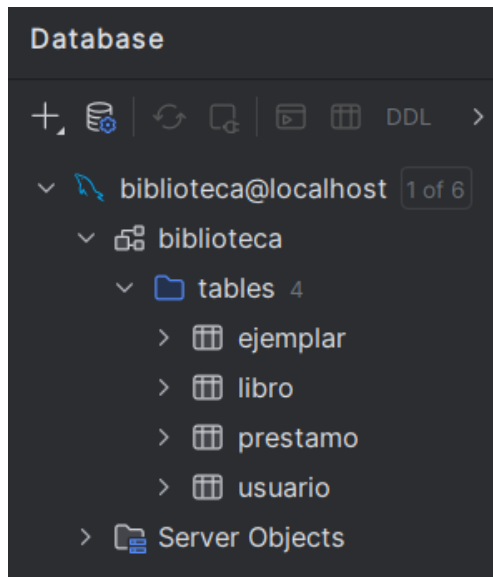 Database
DDL
biblioteca@localhost 1 of 6
biblioteca
tables 4
ejemplar
libro
prestamo
usuario
Server Objects